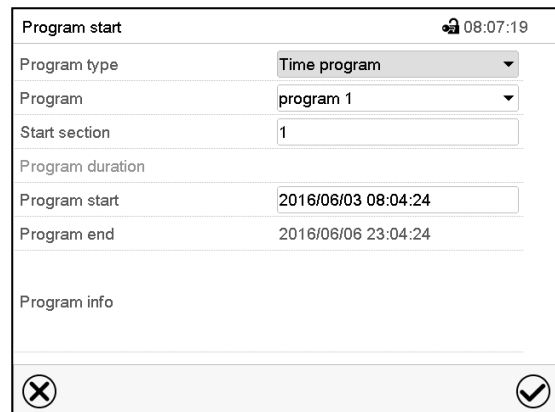 Program start 08:07:19
Program type Time program
Program program 1
Start section 1
Program duration
Program start 2016/06/03 08:04:24
Program end 2016/06/06 23:04:24
Program info